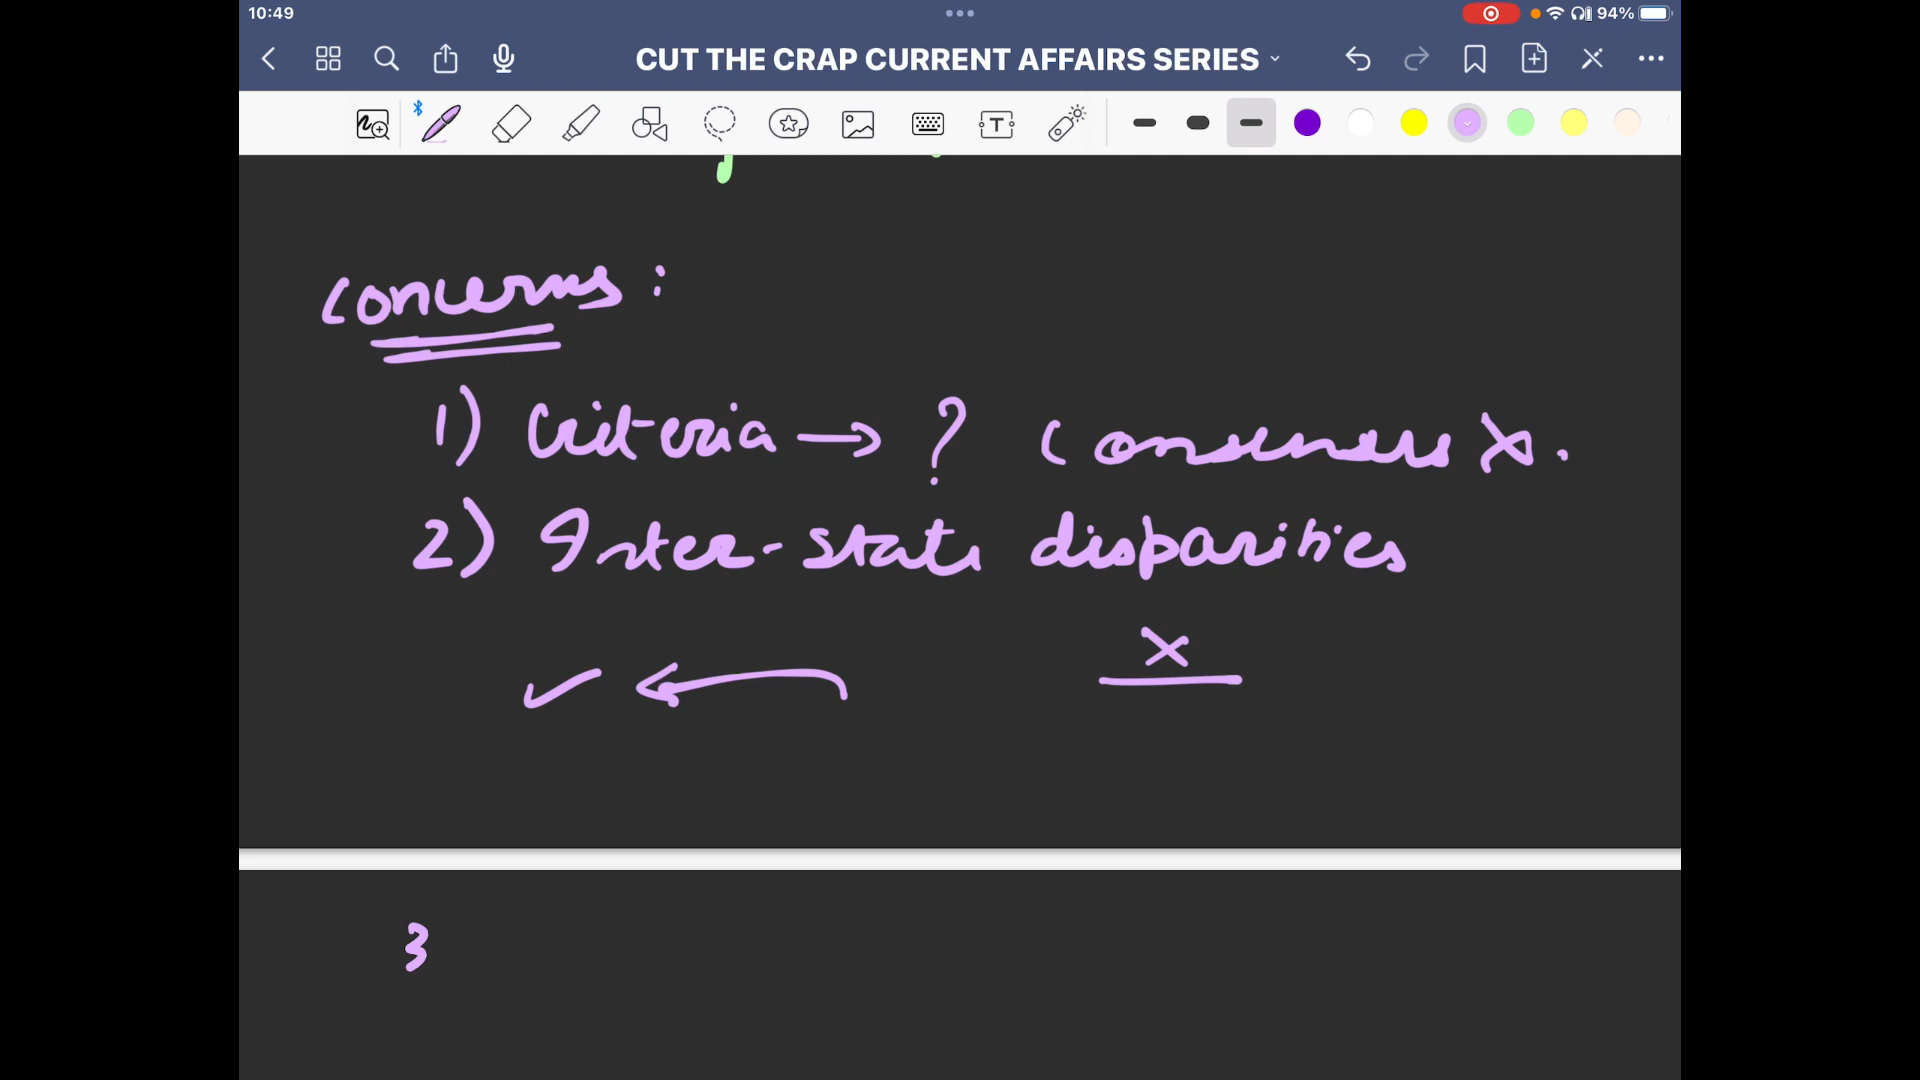 10:49
94%
CUT THE CRAP CURRENT AFFAIRS SERIES
Concerns :
1) Criteria → ? Consensus X.
2) Inter-state disparities
✓ ← X
3